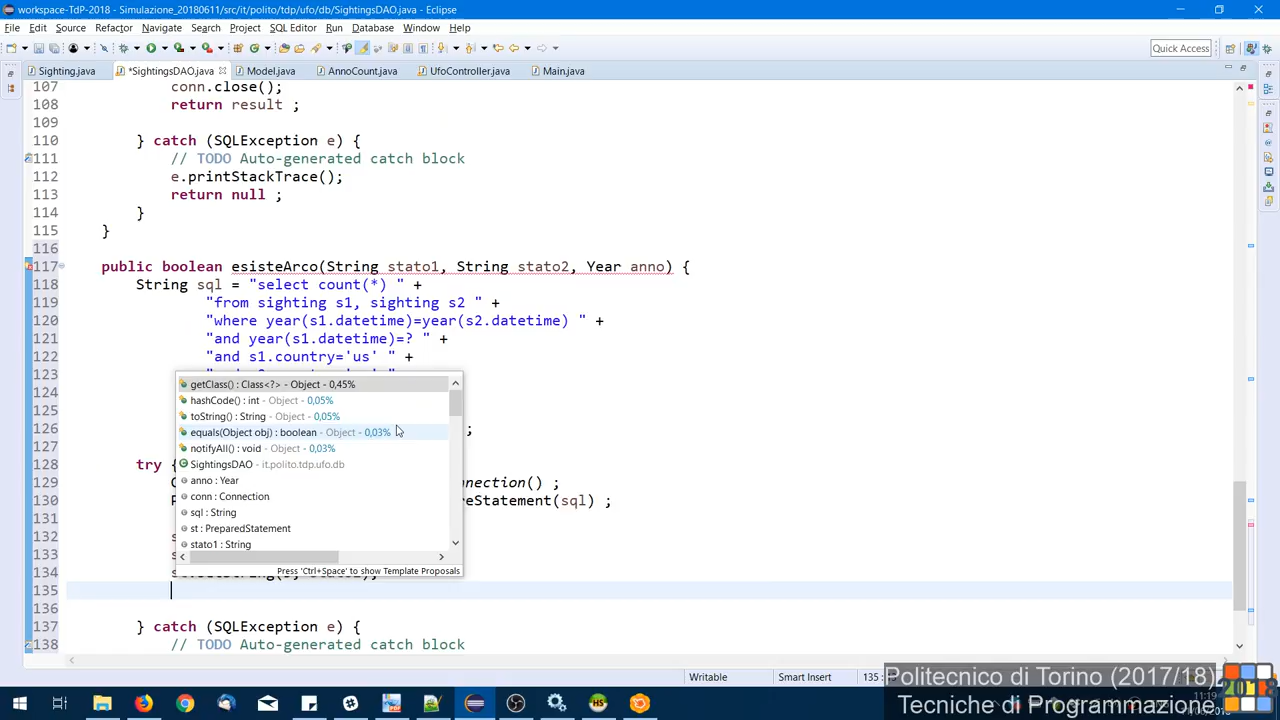 workspace-TdP-2018 - Simulazione_20180611/src/it/polito/tdp/ufo/db/SightingsDAO.java - Eclipse
File Edit Source Refactor Navigate Search Project SQL Editor Run Database Window Help
Quick Access
Sighting.java *SightingsDAO.java Model.java AnnoCount.java UfoController.java Main.java
107 conn.close();
108 return result ;
109
110 } catch (SQLException e) {
111 // TODO Auto-generated catch block
112 e.printStackTrace();
113 return null ;
114 }
115 }
116
117 public boolean esisteArco(String stato1, String stato2, Year anno) {
118 String sql = "select count(*) " +
119 "from sighting s1, sighting s2 " +
120 "where year(s1.datetime)=year(s2.datetime) " +
121 "and year(s1.datetime)=? " +
122 "and s1.country='us' " +
123
124
125
126 ;
127
128 try {
129 onnection() ;
130 reStatement(sql) ;
131
132
133
134
135
136
137 } catch (SQLException e) {
138 // TODO Auto-generated catch block
getClass() : Class<?> - Object - 0,45%
hashCode() : int - Object - 0,05%
toString() : String - Object - 0,05%
equals(Object obj) : boolean - Object - 0,03%
notifyAll() : void - Object - 0,03%
SightingsDAO - it.polito.tdp.ufo.db
anno : Year
conn : Connection
sql : String
st : PreparedStatement
stato1 : String
Press 'Ctrl+Space' to show Template Proposals
Writable Smart Insert 135 :
Politecnico di Torino (2017/18)
Tecniche di Programmazione
2018
11:19